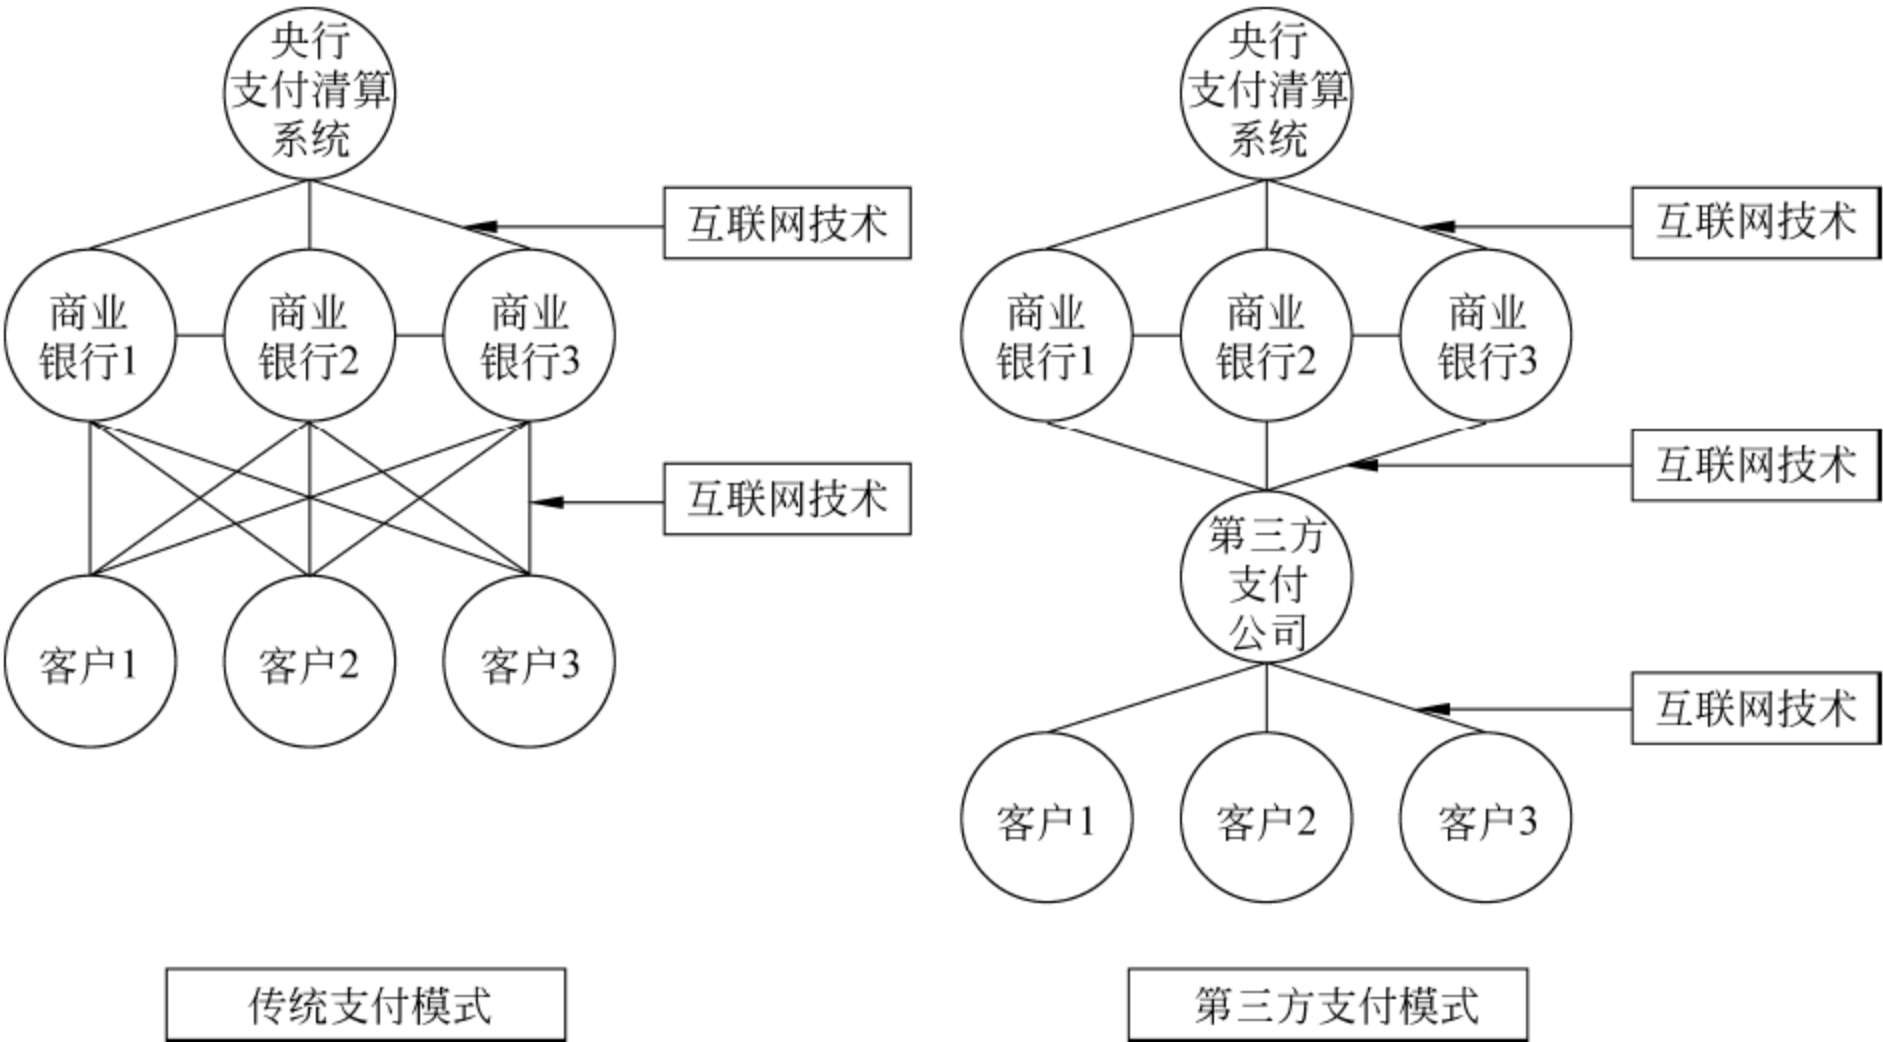 央行
支付清算
系统
互联网技术
商业
银行1
商业
银行2
商业
银行3
互联网技术
客户1
客户2
客户3
传统支付模式
央行
支付清算
系统
互联网技术
商业
银行1
商业
银行2
商业
银行3
互联网技术
第三方
支付
公司
互联网技术
客户1
客户2
客户3
第三方支付模式